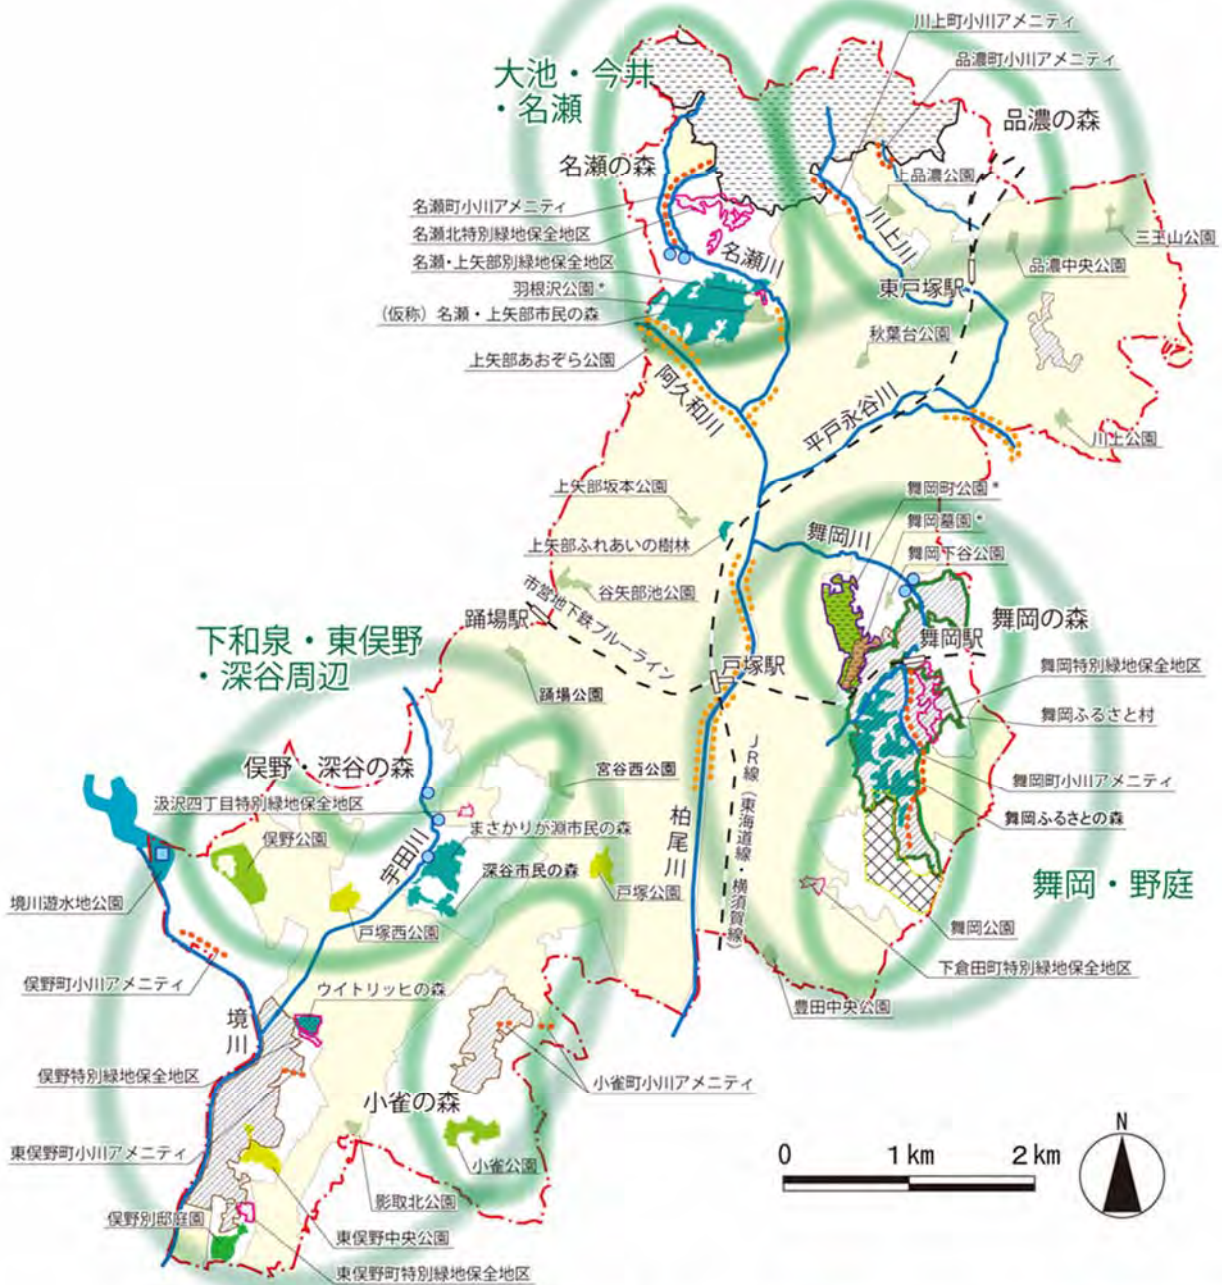 川上町小川アメニティ
品濃町小川アメニティ
大池・今井
・名瀬
品濃の森
名瀬の森
上品濃公園
名瀬町小川アメニティ
名瀬北特別緑地保全地区
川上川
三王山公園
名瀬川
名瀬・上矢部別緑地保全地区
品濃中央公園
羽根沢公園*
東戸塚駅
(仮称)名瀬・上矢部市民の森
秋葉台公園
上矢部あおぞら公園
阿久和川
平戸永谷川
川上公園
上矢部坂本公園
舞岡町公園*
舞岡墓園*
舞岡川
上矢部ふれあいの樹林
舞岡下谷公園
谷矢部池公園
市営地下鉄ブルーライン
踊場駅
舞岡の森
舞岡駅
下和泉・東俣野
・深谷周辺
戸塚駅
舞岡特別緑地保全地区
踊場公園
舞岡ふるさと村
JR線(東海道線・横須賀線)
俣野・深谷の森
宮谷西公園
舞岡町小川アメニティ
汲沢四丁目特別緑地保全地区
柏尾川
舞岡ふるさとの森
まさかりが淵市民の森
俣野公園
宇田川
深谷市民の森
舞岡・野庭
戸塚公園
境川遊水地公園
戸塚西公園
舞岡公園
下倉田町特別緑地保全地区
俣野町小川アメニティ
ウイトリッヒの森
豊田中央公園
境川
俣野特別緑地保全地区
小雀町小川アメニティ
小雀の森
N
東俣野町小川アメニティ
0 1km 2km
小雀公園
影取北公園
俣野別邸庭園
東俣野中央公園
東俣野町特別緑地保全地区